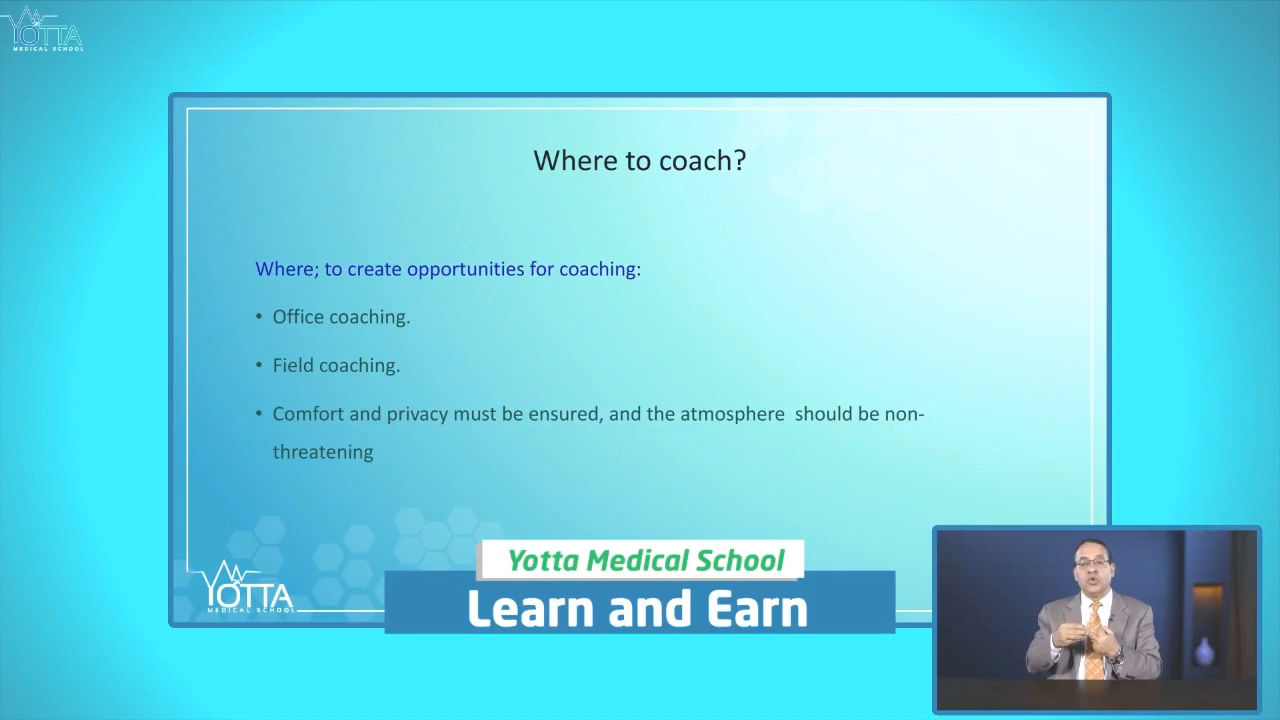 YOTTA
MEDICAL SCHOOL
Where to coach?
Where; to create opportunities for coaching:
• Office coaching.
• Field coaching.
• Comfort and privacy must be ensured, and the atmosphere  should be non-
threatening
YOTTA
MEDICAL SCHOOL
Yotta Medical School
Learn and Earn